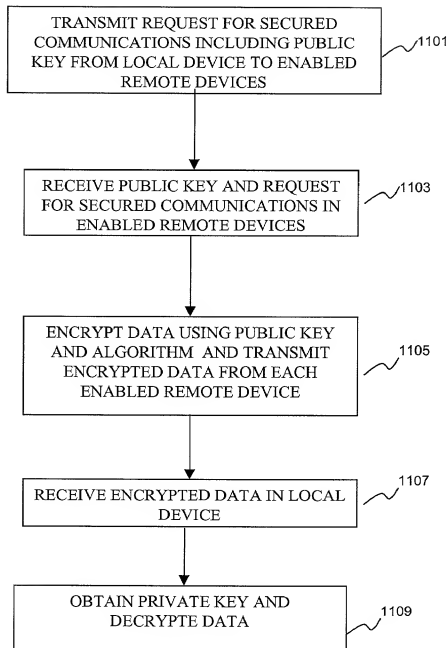 TRANSMIT REQUEST FOR SECURED
COMMUNICATIONS INCLUDING PUBLIC
KEY FROM LOCAL DEVICE TO ENABLED
REMOTE DEVICES
1101
RECEIVE PUBLIC KEY AND REQUEST
FOR SECURED COMMUNICATIONS IN
ENABLED REMOTE DEVICES
1103
ENCRYPT DATA USING PUBLIC KEY
AND ALGORITHM AND TRANSMIT
ENCRYPTED DATA FROM EACH
ENABLED REMOTE DEVICE
1105
RECEIVE ENCRYPTED DATA IN LOCAL
DEVICE
1107
OBTAIN PRIVATE KEY AND
DECRYPTE DATA
1109